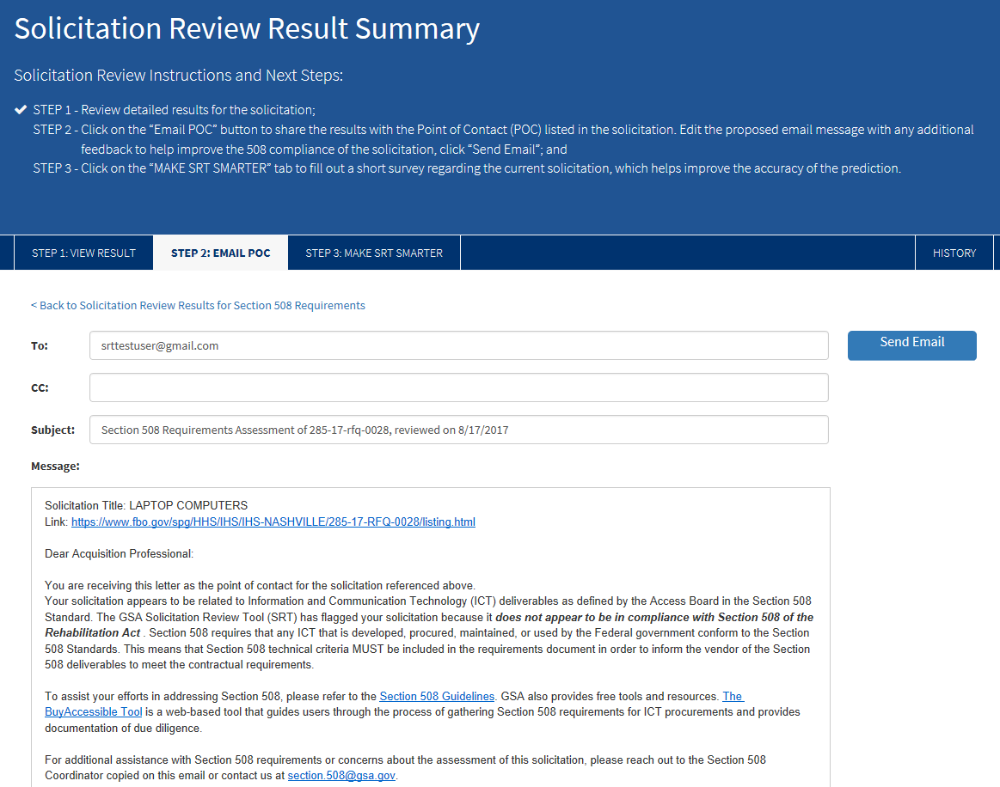 Solicitation Review Result Summary
Solicitation Review Instructions and Next Steps:
STEP 1 - Review detailed results for the solicitation;
STEP 2 - Click on the “Email POC” button to share the results with the Point of Contact (POC) listed in the solicitation. Edit the proposed email message with any additional
feedback to help improve the 508 compliance of the solicitation, click “Send Email”; and
STEP 3 - Click on the “MAKE SRT SMARTER” tab to fill out a short survey regarding the current solicitation, which helps improve the accuracy of the prediction.
STEP 1: VIEW RESULT
STEP 2: EMAIL POC
STEP 3: MAKE SRT SMARTER
HISTORY
< Back to Solicitation Review Results for Section 508 Requirements
To:
srttestuser@gmail.com
Send Email
CC:
Subject:
Section 508 Requirements Assessment of 285-17-rfq-0028, reviewed on 8/17/2017
Message:
Solicitation Title: LAPTOP COMPUTERS
Link: https://www.fbo.gov/spg/HHS/IHS/IHS-NASHVILLE/285-17-RFQ-0028/listing.html
Dear Acquisition Professional:
You are receiving this letter as the point of contact for the solicitation referenced above.
Your solicitation appears to be related to Information and Communication Technology (ICT) deliverables as defined by the Access Board in the Section 508
Standard. The GSA Solicitation Review Tool (SRT) has flagged your solicitation because it does not appear to be in compliance with Section 508 of the
Rehabilitation Act . Section 508 requires that any ICT that is developed, procured, maintained, or used by the Federal government conform to the Section
508 Standards. This means that Section 508 technical criteria MUST be included in the requirements document in order to inform the vendor of the Section
508 deliverables to meet the contractual requirements.
To assist your efforts in addressing Section 508, please refer to the Section 508 Guidelines. GSA also provides free tools and resources. The
BuyAccessible Tool is a web-based tool that guides users through the process of gathering Section 508 requirements for ICT procurements and provides
documentation of due diligence.
For additional assistance with Section 508 requirements or concerns about the assessment of this solicitation, please reach out to the Section 508
Coordinator copied on this email or contact us at section.508@gsa.gov.